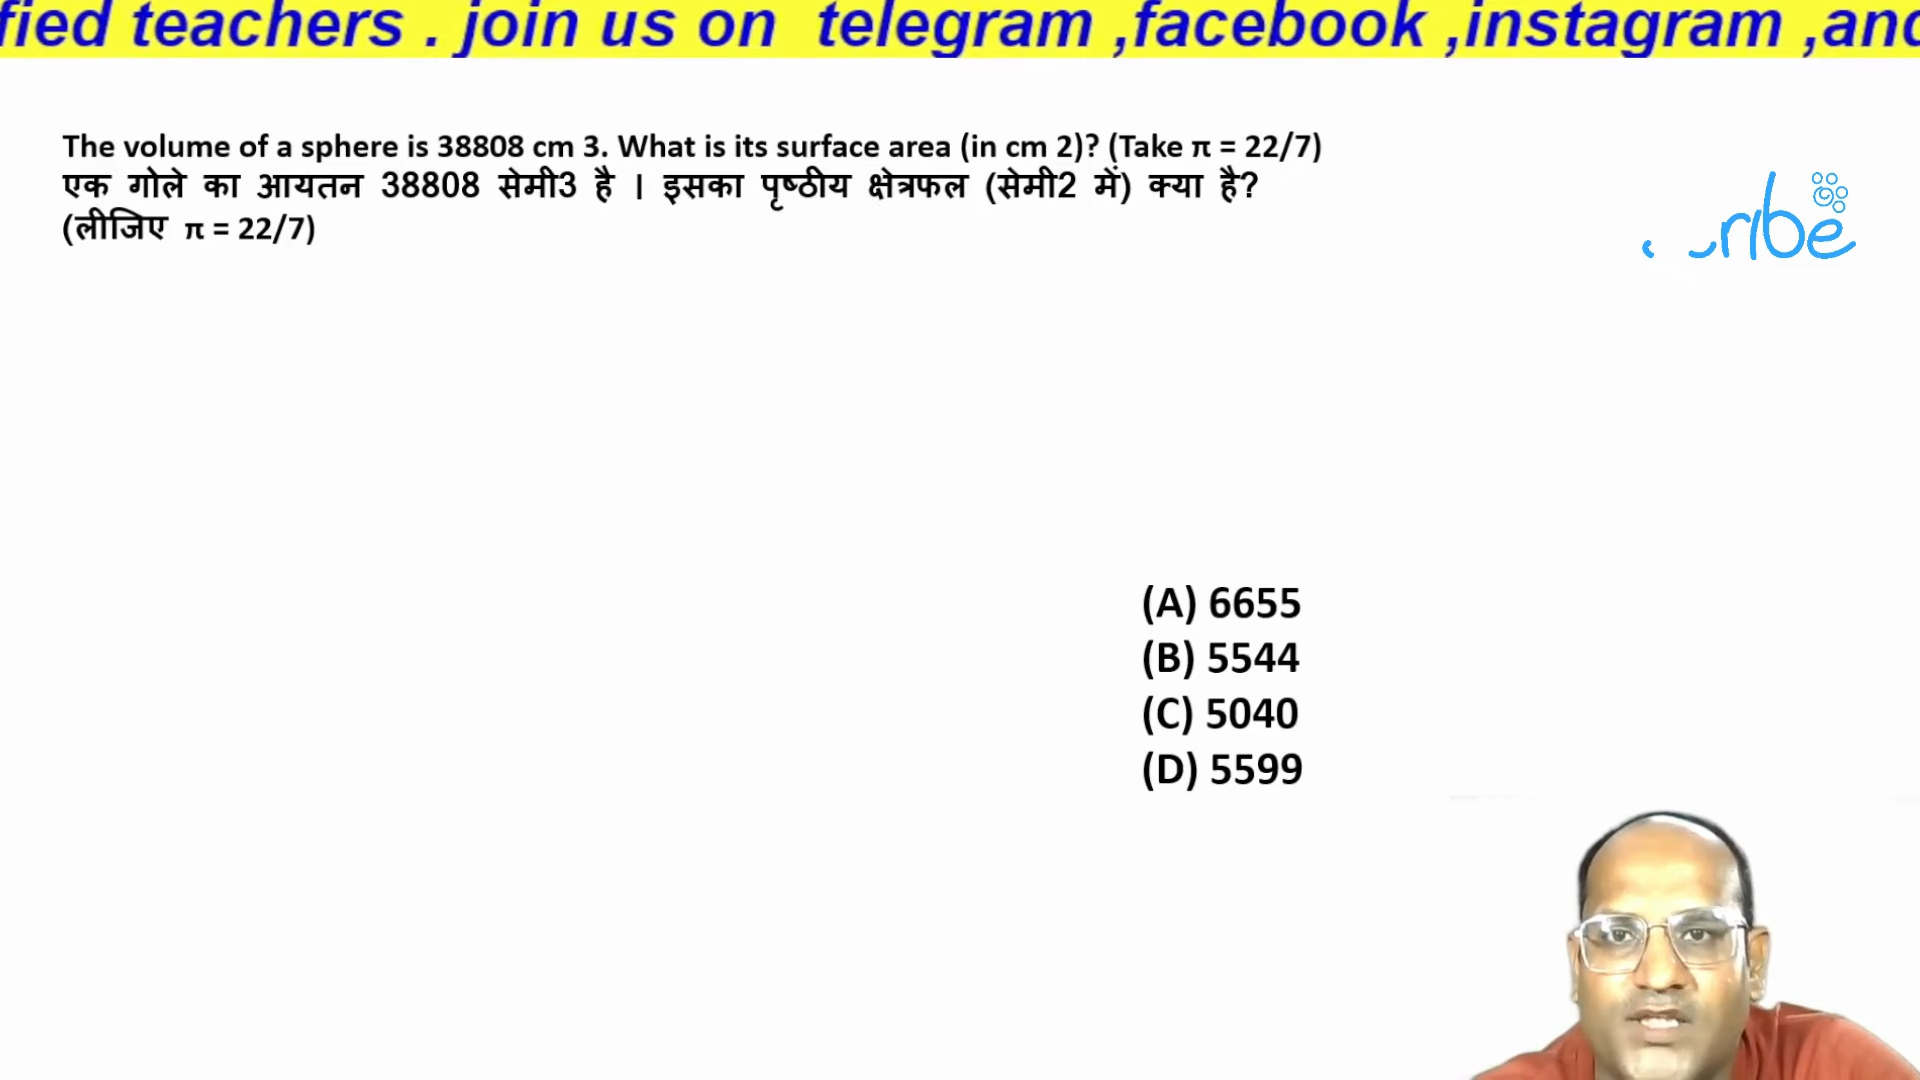 fied teachers . join us on telegram ,facebook ,instagram ,and
The volume of a sphere is 38808 cm 3. What is its surface area (in cm 2)? (Take π = 22/7)
एक गोले का आयतन 38808 सेमी3 है । इसका पृष्ठीय क्षेत्रफल (सेमी2 में) क्या है?
(लीजिए π = 22/7)
ribe
(A) 6655
(B) 5544
(C) 5040
(D) 5599